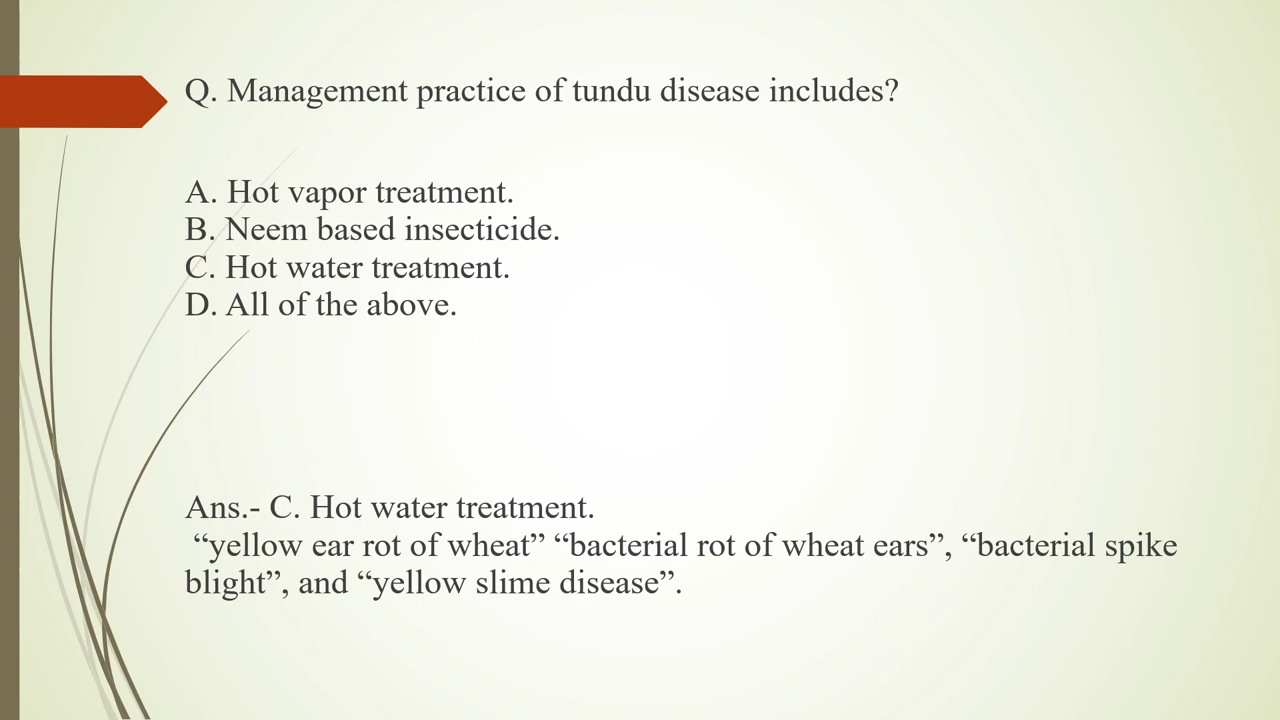 Q. Management practice of tundu disease includes?
A. Hot vapor treatment.
B. Neem based insecticide.
C. Hot water treatment.
D. All of the above.
Ans.- C. Hot water treatment.
“yellow ear rot of wheat” “bacterial rot of wheat ears”, “bacterial spike
blight”, and “yellow slime disease”.